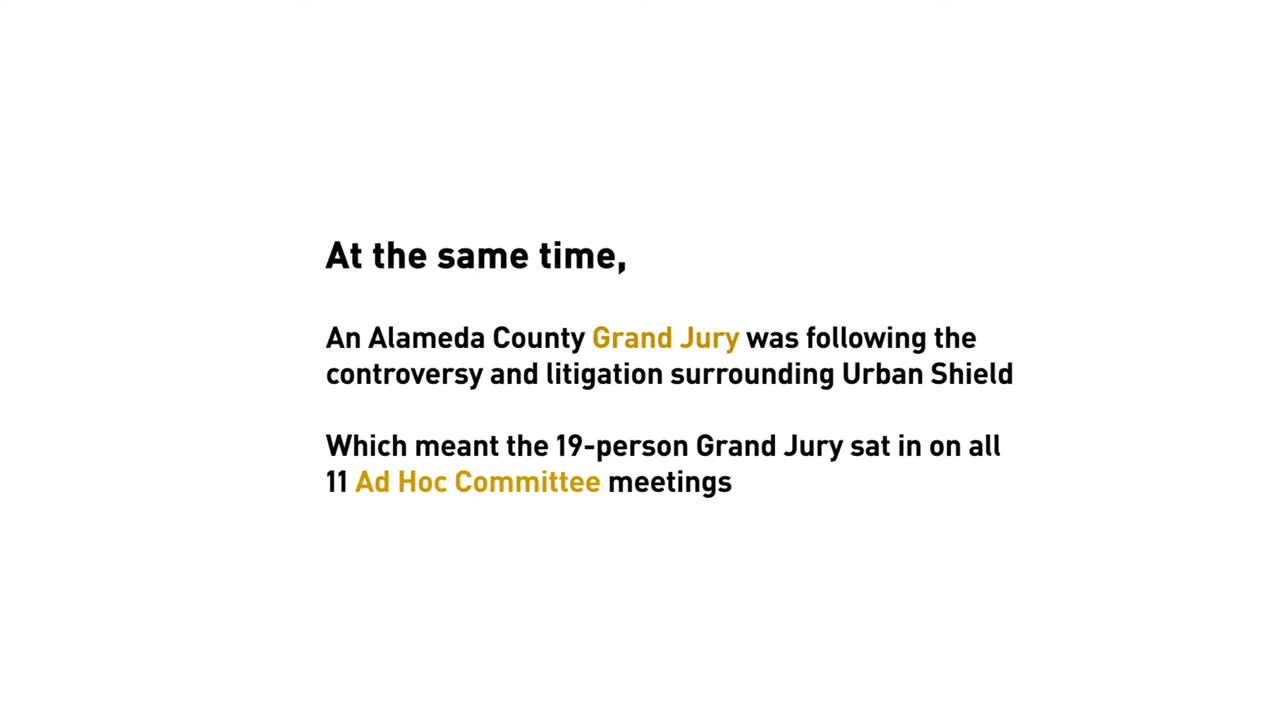 At the same time,
An Alameda County Grand Jury was following the
controversy and litigation surrounding Urban Shield
Which meant the 19-person Grand Jury sat in on all
11 Ad Hoc Committee meetings